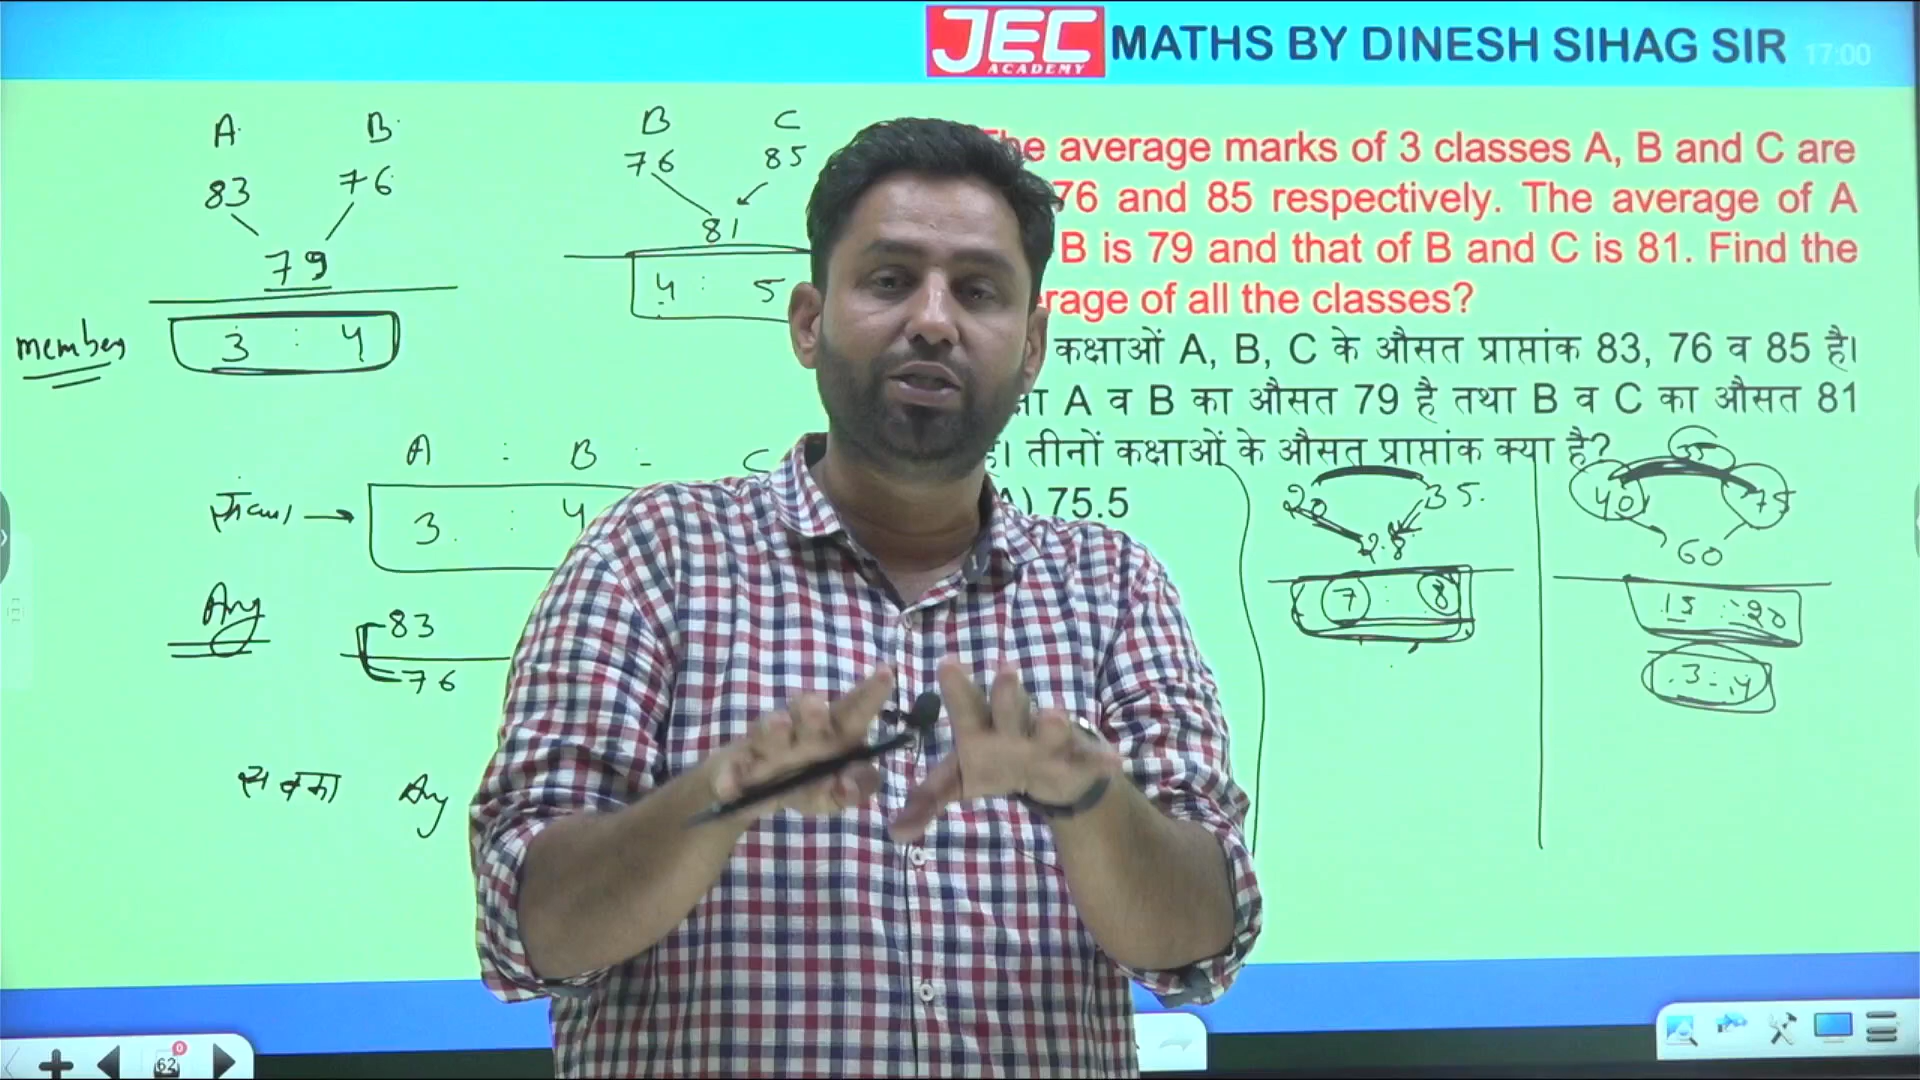 JEC
ACADEMY
MATHS BY DINESH SIHAG SIR
17:00
The average marks of 3 classes A, B and C are
76 and 85 respectively. The average of A
B is 79 and that of B and C is 81. Find the
erage of all the classes?
कक्षाओं A, B, C के औसत प्राप्तांक 83, 76 व 85 है।
A व B का औसत 79 है तथा B व C का औसत 81
है। तीनों कक्षाओं के औसत प्राप्तांक क्या है?
A) 75.5
A B
83 76
79
members 3 : 4
B C
76 85
81
4 : 5
A : B : C
3 : 4
Avg 83
76
सबका Avg
20 35
28
7 : 8
35
40 75
60
15 : 20
3 : 4
62
0